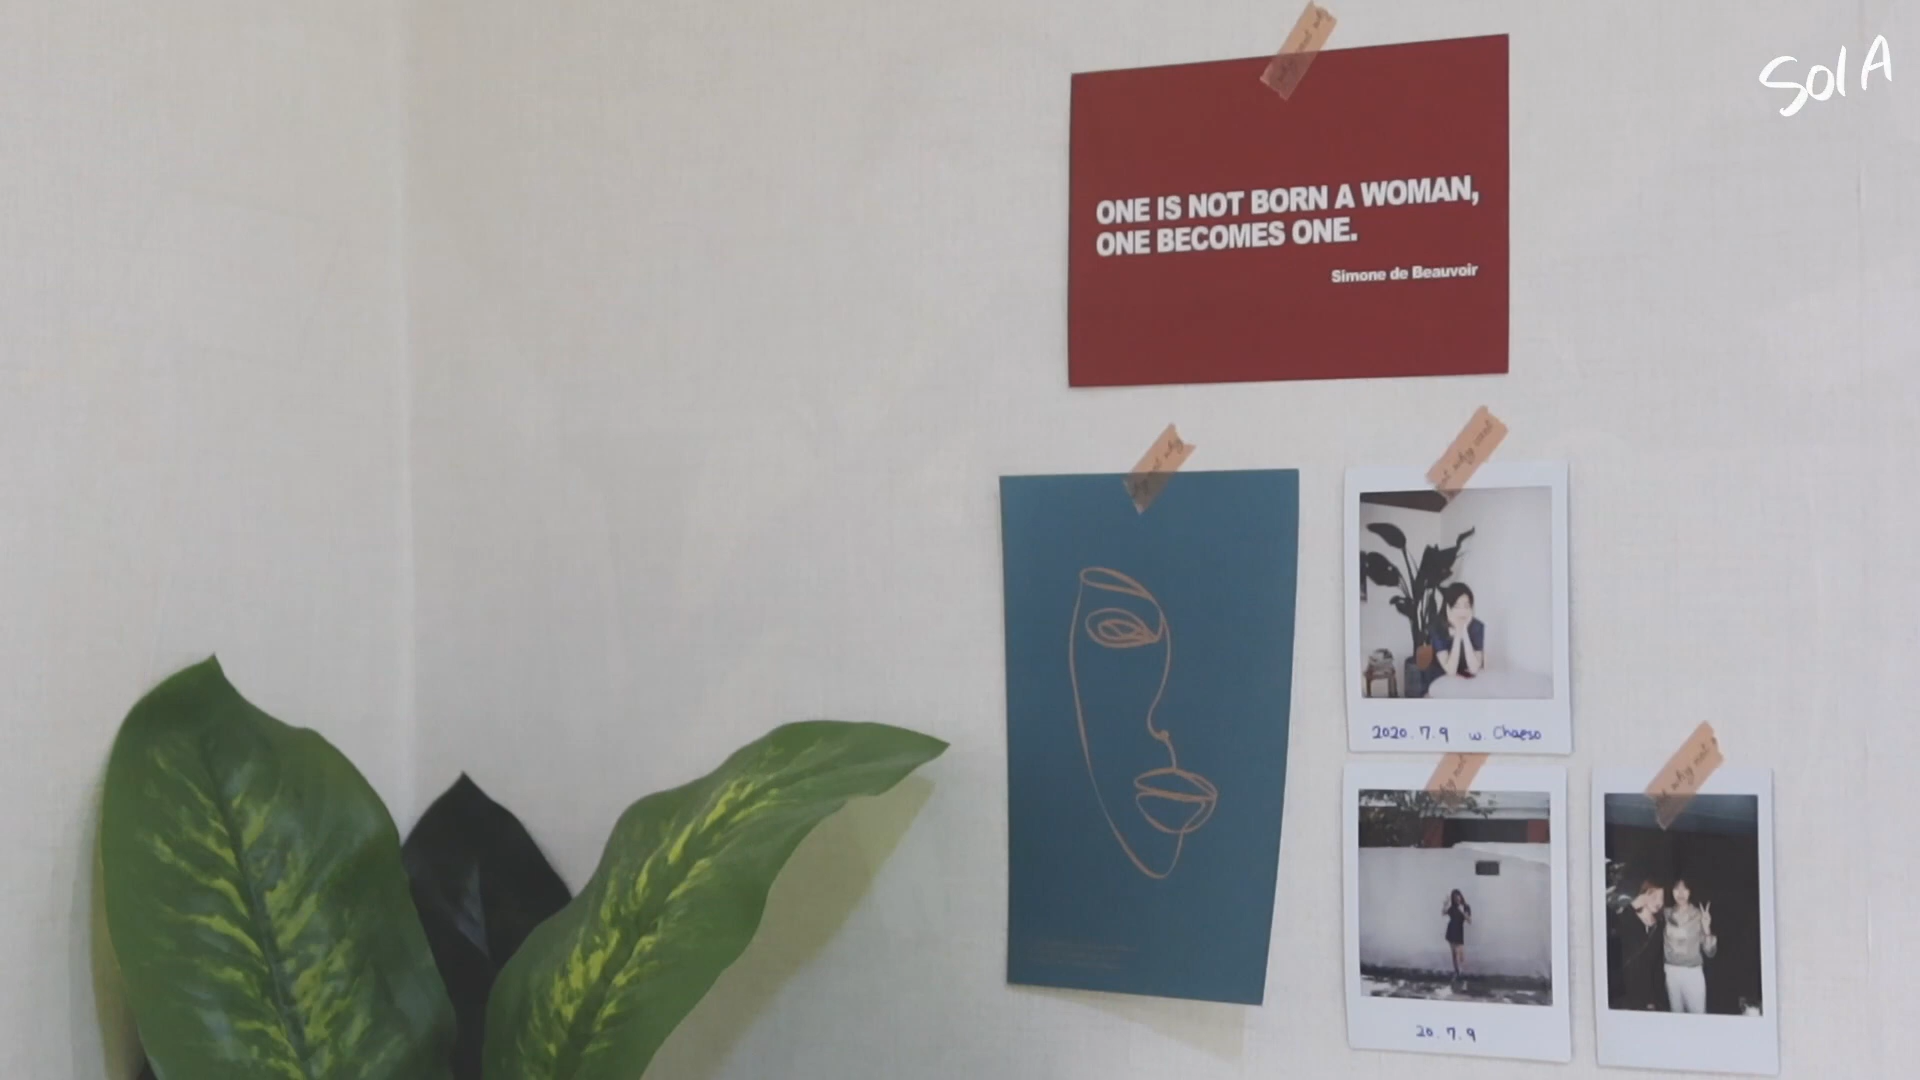 Sol A
ONE IS NOT BORN A WOMAN,
ONE BECOMES ONE.
Simone de Beauvoir
2020.7.9 w. Chaeso
20.7.9